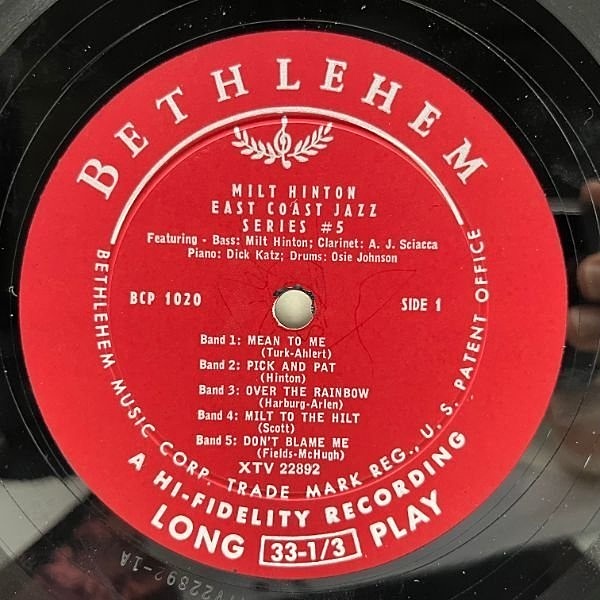 BETHLEHEM
MILT HINTON
EAST COAST JAZZ
SERIES #5
Featuring - Bass: Milt Hinton; Clarinet: A. J. Sciacca
Piano: Dick Katz; Drums: Osie Johnson
BCP 1020
SIDE 1
Band 1: MEAN TO ME
(Turk-Ahlert)
Band 2: PICK AND PAT
(Hinton)
Band 3: OVER THE RAINBOW
(Harburg-Arlen)
Band 4: MILT TO THE HILT
(Scott)
Band 5: DON'T BLAME ME
(Fields-McHugh)
XTV 22892
BETHLEHEM MUSIC CORP. TRADE MARK REG., U. S. PATENT OFFICE
A HI-FIDELITY RECORDING
LONG 33-1/3 PLAY